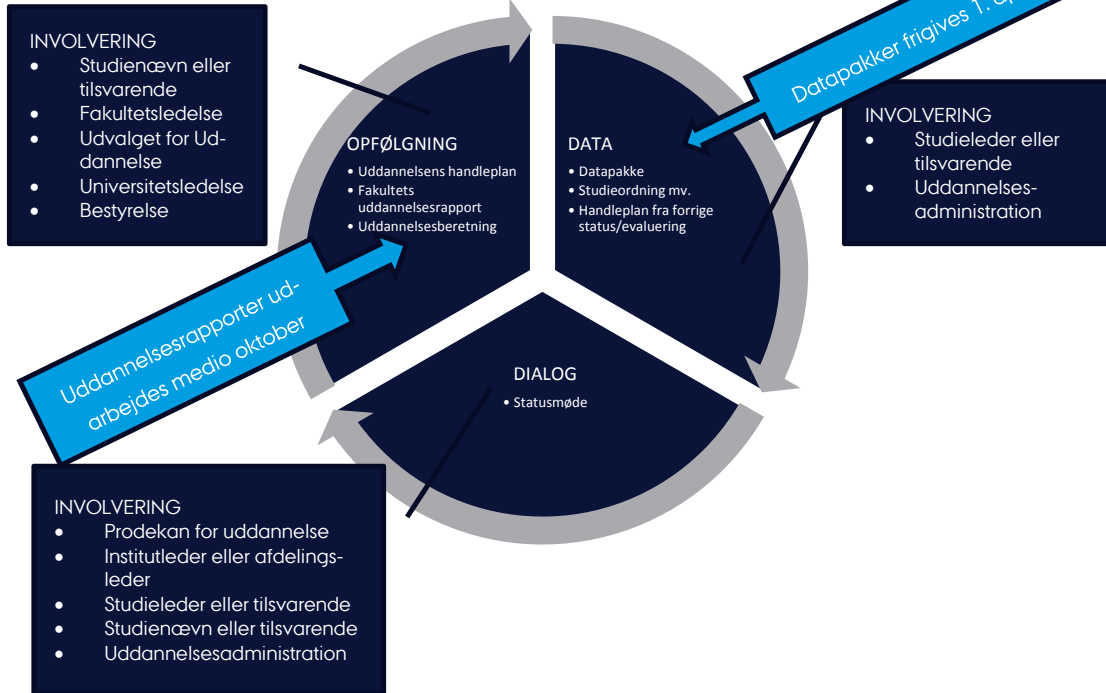 INVOLVERING
• Studienævn eller
tilsvarende
• Fakultetsledelse
• Udvalget for Ud-
dannelse
• Universitetsledelse
• Bestyrelse
OPFØLGNING
• Uddannelsens handleplan
• Fakultets
uddannelsesrapport
• Uddannelsesberetning
DATA
• Datapakke
• Studieordning mv.
• Handleplan fra forrige
status/evaluering
Datapakker frigives 1.
INVOLVERING
• Studieleder eller
tilsvarende
• Uddannelses-
administration
Uddannelsesrapporter ud-
arbejdes medio oktober
DIALOG
• Statusmøde
INVOLVERING
• Prodekan for uddannelse
• Institutleder eller afdelings-
leder
• Studieleder eller tilsvarende
• Studienævn eller tilsvarende
• Uddannelsesadministration